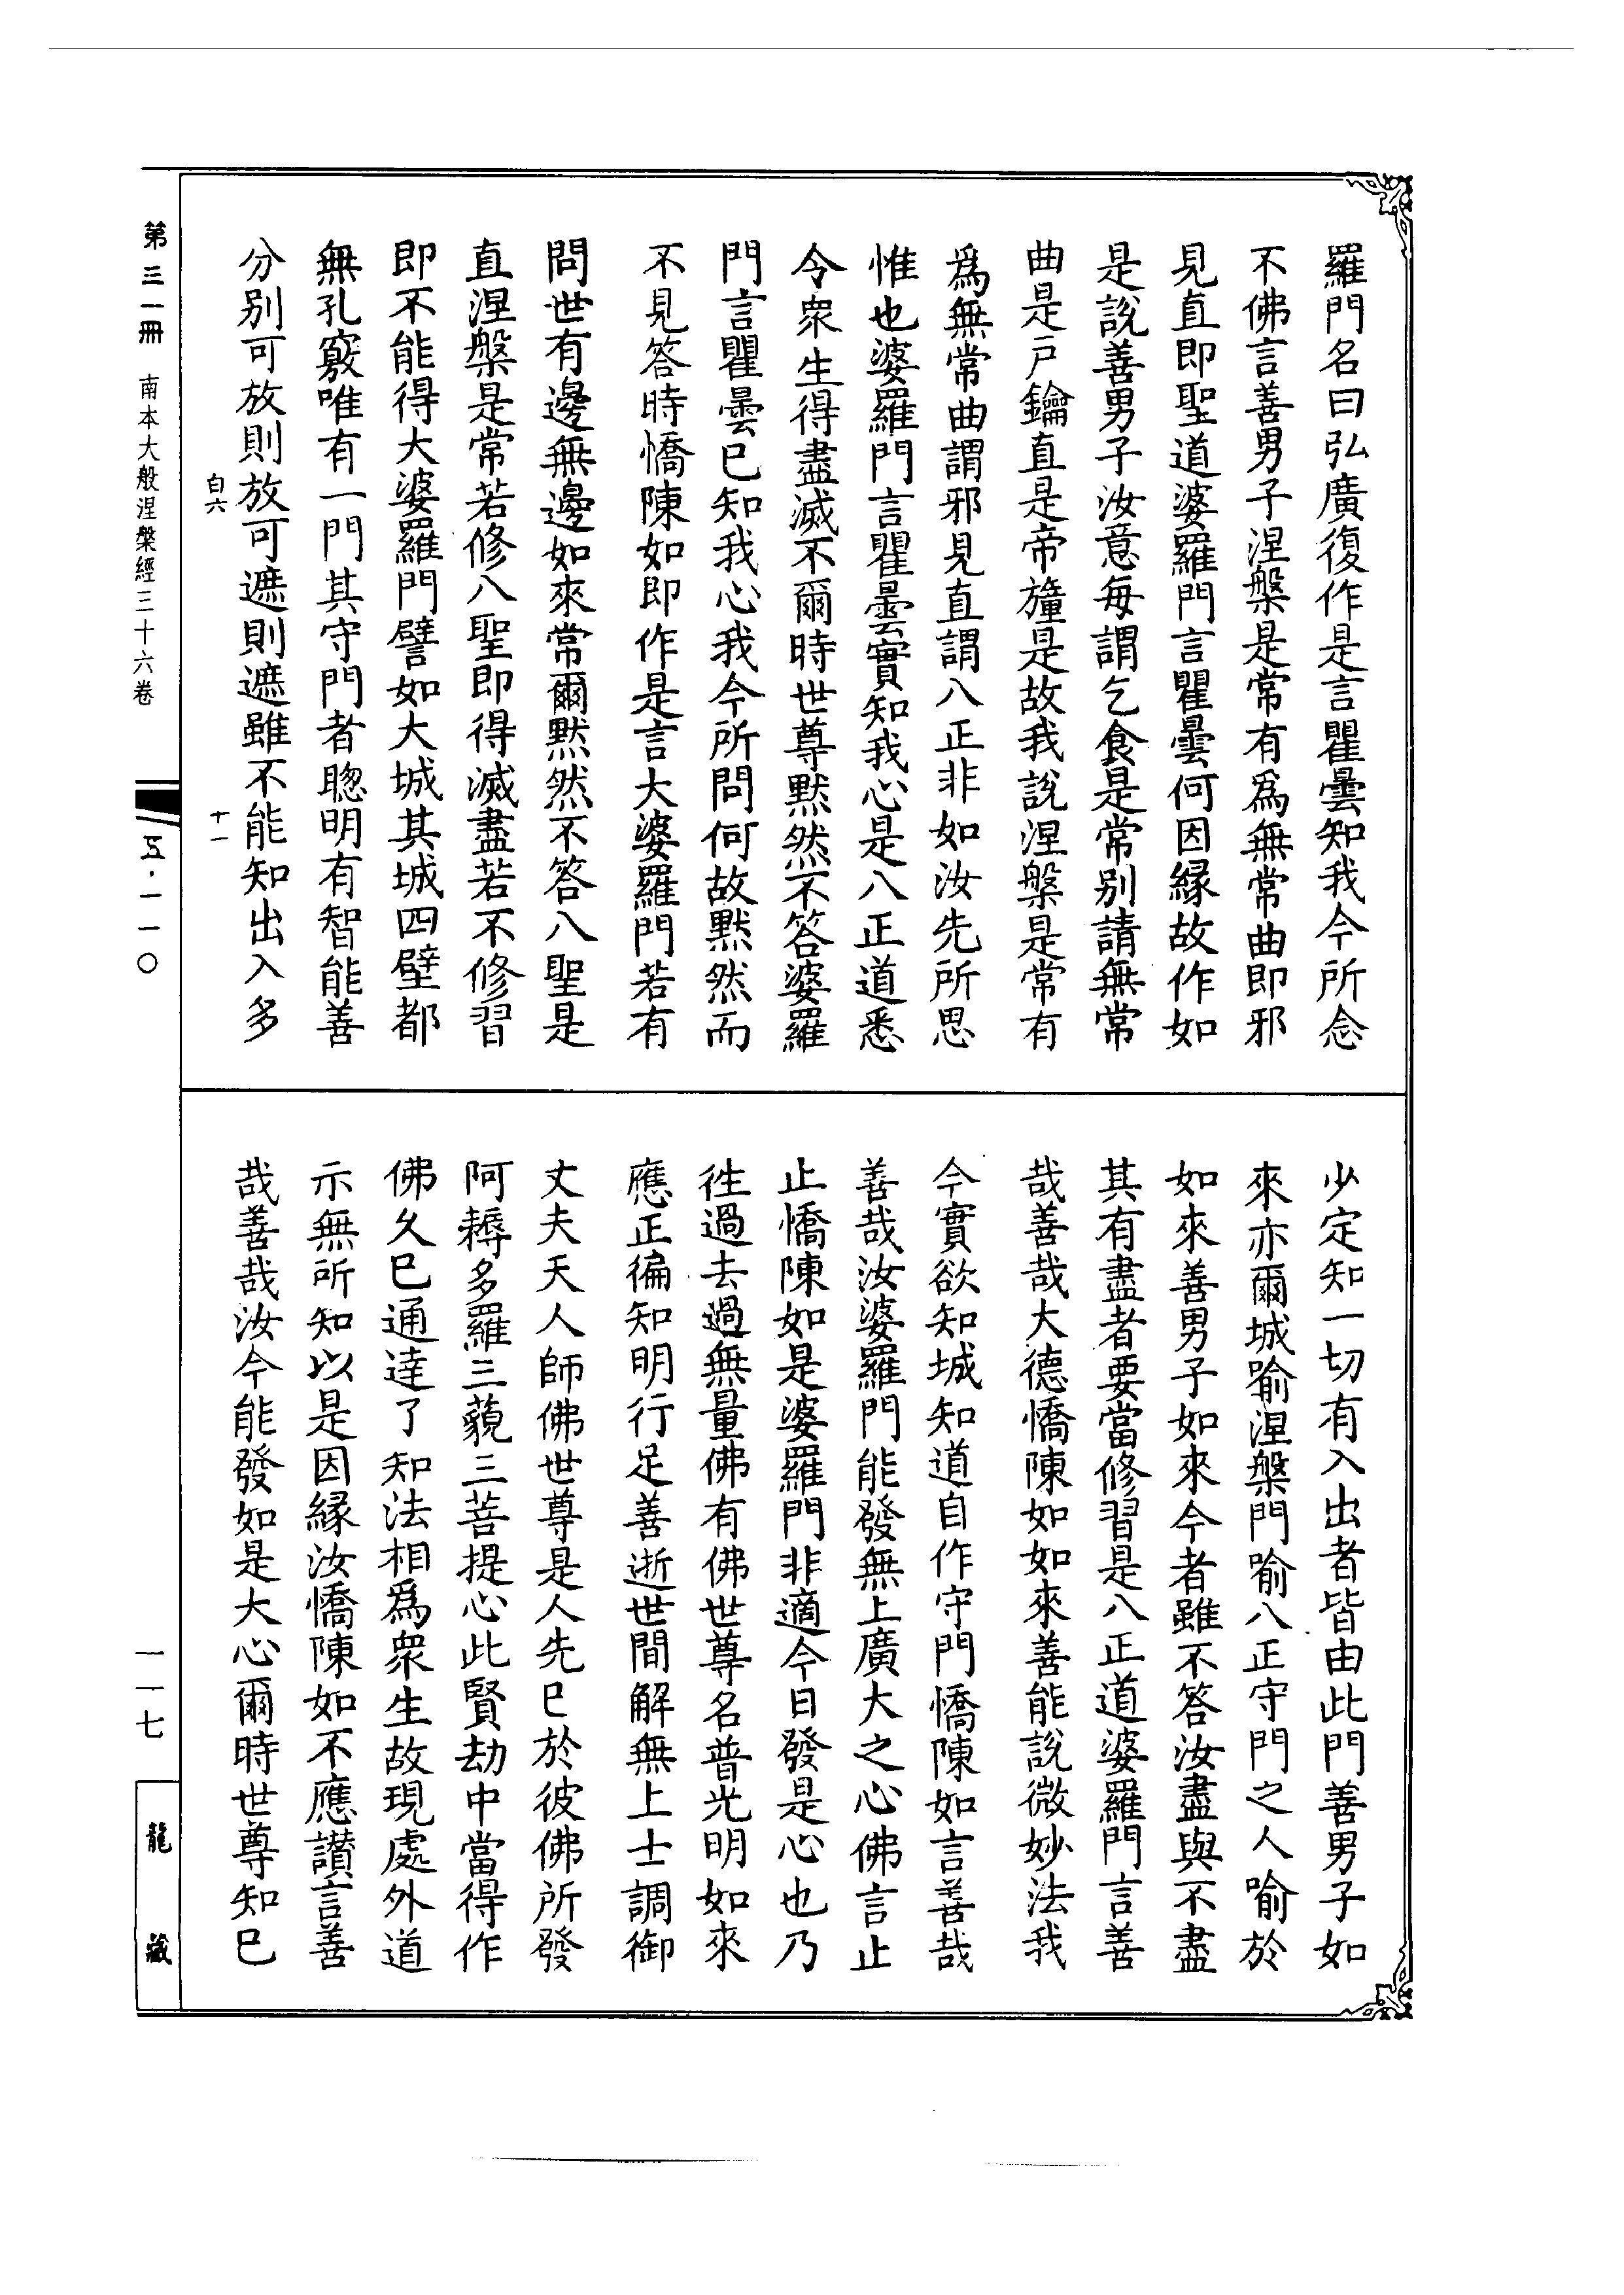 羅門名曰弘廣復作是言瞿曇知我今所念
不佛言善男子涅槃是常有爲無常曲即邪
見直即聖道婆羅門言瞿曇何因緣故作如
是說善男子汝意每謂乞食是常別請無常
曲是戸鑰直是帝幢是故我說涅槃是常有
爲無常曲謂邪見直謂八正非如汝先所思
惟也婆羅門言瞿曇實知我心是八正道悉
令衆生得盡滅不爾時世尊默然不答婆羅
門言瞿曇已知我心我今所問何故默然而
不見答時憍陳如即作是言大婆羅門若有
問世有邊無邊如來常爾默然不答八聖是
直涅槃是常若修八聖即得滅盡若不修習
即不能得大婆羅門譬如大城其城四壁都
無孔竅唯有一門其守門者聰明有智能善
分別可放則放可遮則遮雖不能知出入多
少定知一切有入出者皆由此門善男子如
來亦爾城喻涅槃門喻八正守門之人喻於
如來善男子如來今者雖不答汝盡與不盡
其有盡者要當修習是八正道婆羅門言善
哉善哉大德憍陳如如來善能說微妙法我
今實欲知城知道自作守門憍陳如言善哉
善哉汝婆羅門能發無上廣大之心佛言止
止憍陳如是婆羅門非適今日發是心也乃
往過去過無量佛有佛世尊名普光明如來
應正徧知明行足善逝世間解無上士調御
丈夫天人師佛世尊是人先已於彼佛所發
阿耨多羅三藐三菩提心此賢劫中當得作
佛久已通達了知法相爲衆生故現處外道
示無所知以是因緣汝憍陳如不應讃言善
哉善哉汝今能發如是大心爾時世尊知已
白六
十一
第三一冊 南本大般涅槃經三十六卷
五·一一〇
一一七
龍藏